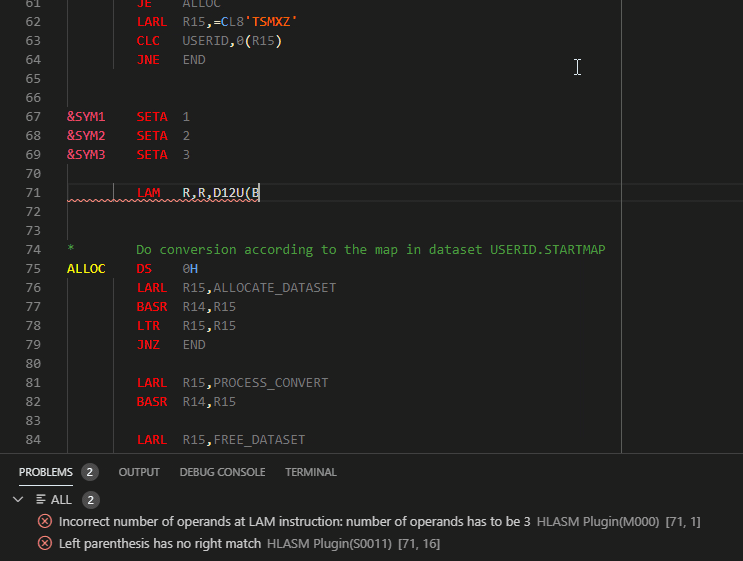 61 JE ALLOC
62 LARL R15,=CL8'TSMXZ'
63 CLC USERID,0(R15)
64 JNE END
65
66
67 &SYM1 SETA 1
68 &SYM2 SETA 2
69 &SYM3 SETA 3
70
71 LAM R,R,D12U(B
72
73
74 * Do conversion according to the map in dataset USERID.STARTMAP
75 ALLOC DS 0H
76 LARL R15,ALLOCATE_DATASET
77 BASR R14,R15
78 LTR R15,R15
79 JNZ END
80
81 LARL R15,PROCESS_CONVERT
82 BASR R14,R15
83
84 LARL R15,FREE_DATASET
PROBLEMS 2 OUTPUT DEBUG CONSOLE TERMINAL
ALL 2
Incorrect number of operands at LAM instruction: number of operands has to be 3 HLASM Plugin(M000) [71, 1]
Left parenthesis has no right match HLASM Plugin(S0011) [71, 16]